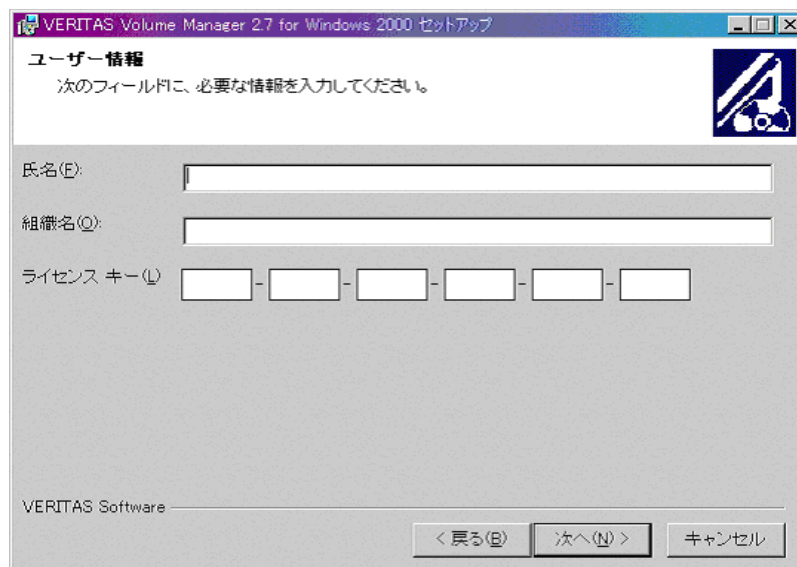 VERITAS Volume Manager 2.7 for Windows 2000 セットアップ
ユーザー情報
次のフィールドに、必要な情報を入力してください。
氏名(F):
組織名(O):
ライセンス キー(L)
- - - - -
VERITAS Software
< 戻る(B) 次へ(N) > キャンセル